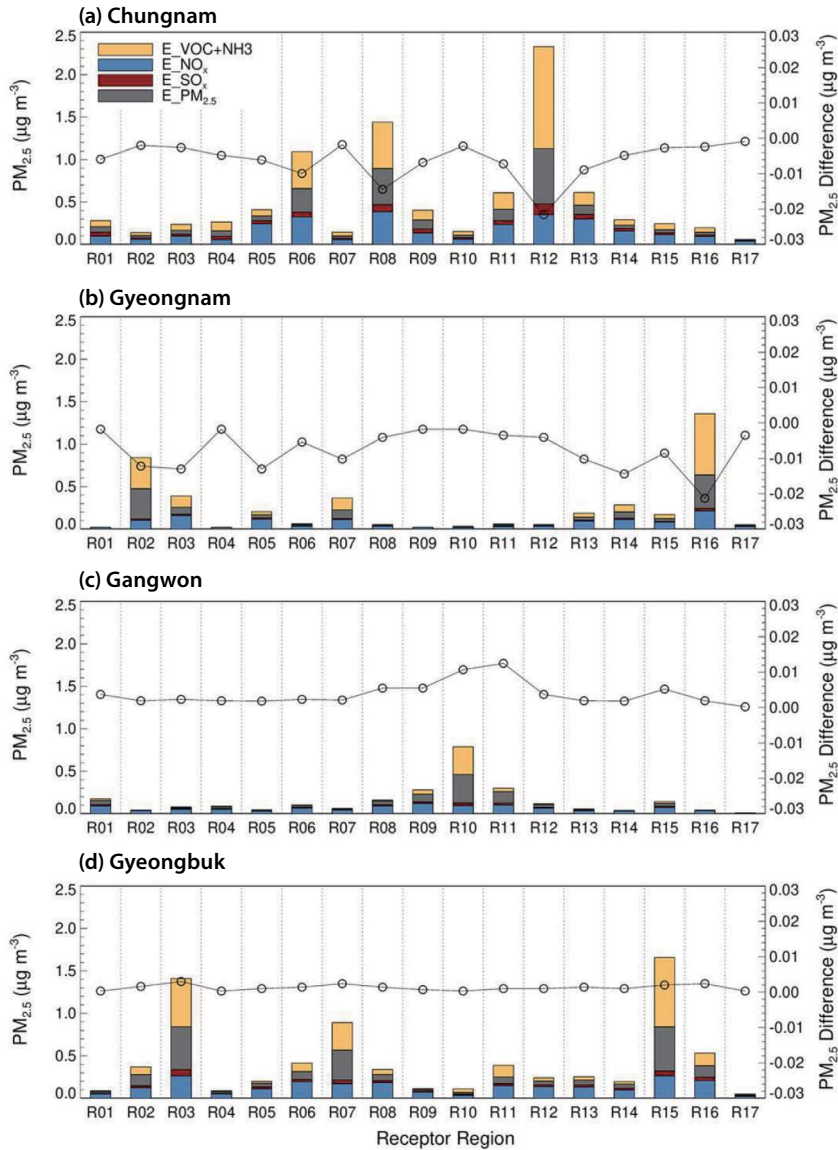 (a) Chungnam
E_VOC+NH3
E_NOx
E_SOx
E_PM2.5
PM2.5 (µg m-3)
2.5
2.0
1.5
1.0
0.5
0.0
0.03
0.02
0.01
0.00
-0.01
-0.02
-0.03
PM2.5 Difference (µg m-3)
R01 R02 R03 R04 R05 R06 R07 R08 R09 R10 R11 R12 R13 R14 R15 R16 R17
(b) Gyeongnam
PM2.5 (µg m-3)
2.5
2.0
1.5
1.0
0.5
0.0
0.03
0.02
0.01
0.00
-0.01
-0.02
-0.03
PM2.5 Difference (µg m-3)
R01 R02 R03 R04 R05 R06 R07 R08 R09 R10 R11 R12 R13 R14 R15 R16 R17
(c) Gangwon
PM2.5 (µg m-3)
2.5
2.0
1.5
1.0
0.5
0.0
0.03
0.02
0.01
0.00
-0.01
-0.02
-0.03
PM2.5 Difference (µg m-3)
R01 R02 R03 R04 R05 R06 R07 R08 R09 R10 R11 R12 R13 R14 R15 R16 R17
(d) Gyeongbuk
PM2.5 (µg m-3)
2.5
2.0
1.5
1.0
0.5
0.0
0.03
0.02
0.01
0.00
-0.01
-0.02
-0.03
PM2.5 Difference (µg m-3)
R01 R02 R03 R04 R05 R06 R07 R08 R09 R10 R11 R12 R13 R14 R15 R16 R17
Receptor Region